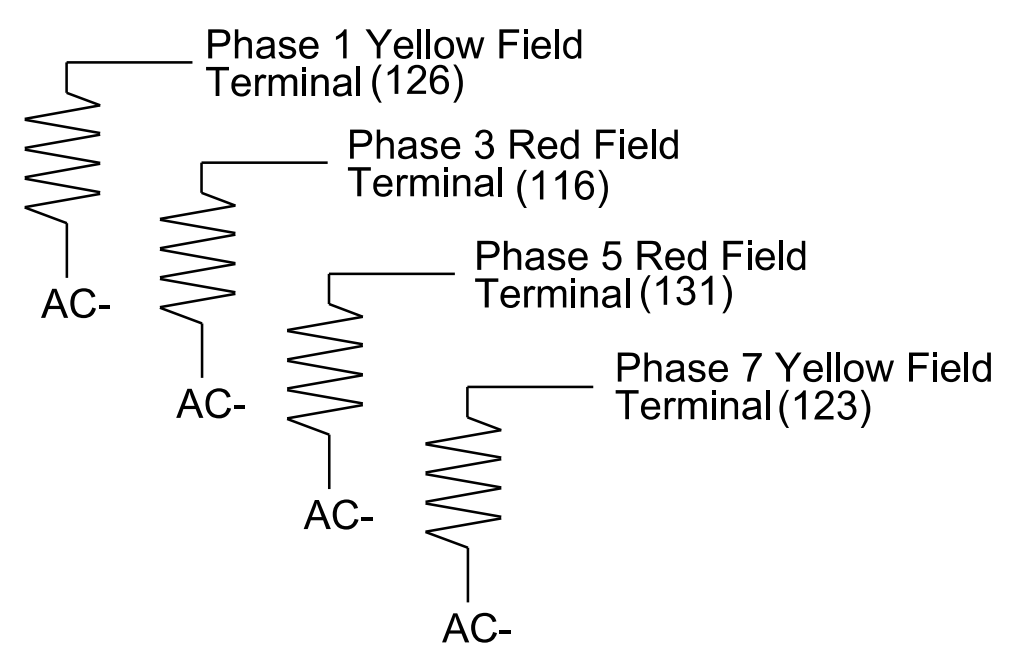 Phase 1 Yellow Field
Terminal (126)
AC-
Phase 3 Red Field
Terminal (116)
AC-
Phase 5 Red Field
Terminal (131)
AC-
Phase 7 Yellow Field
Terminal (123)
AC-